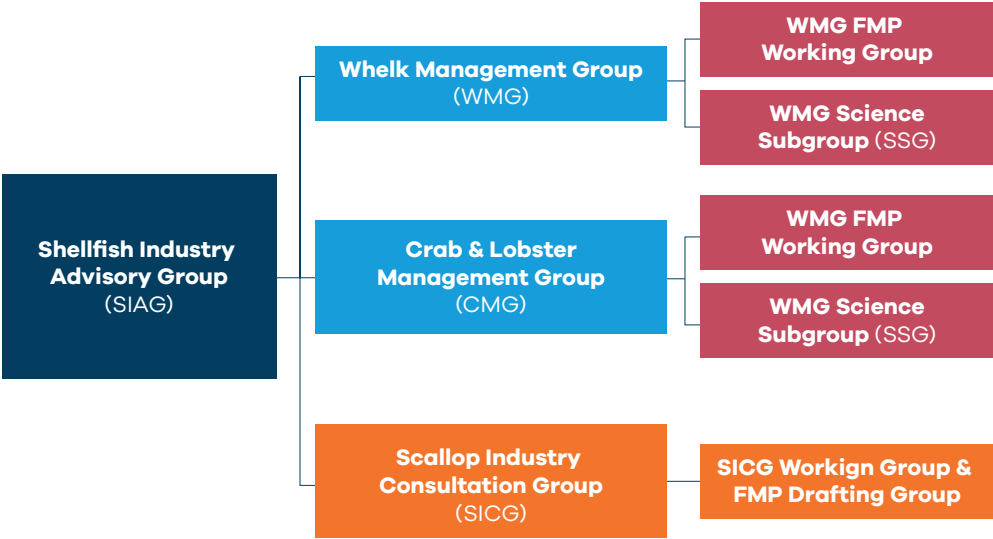 Shellfish Industry
Advisory Group
(SIAG)
Whelk Management Group
(WMG)
WMG FMP
Working Group
WMG Science
Subgroup (SSG)
Crab & Lobster
Management Group
(CMG)
WMG FMP
Working Group
WMG Science
Subgroup (SSG)
Scallop Industry
Consultation Group
(SICG)
SICG Workign Group &
FMP Drafting Group